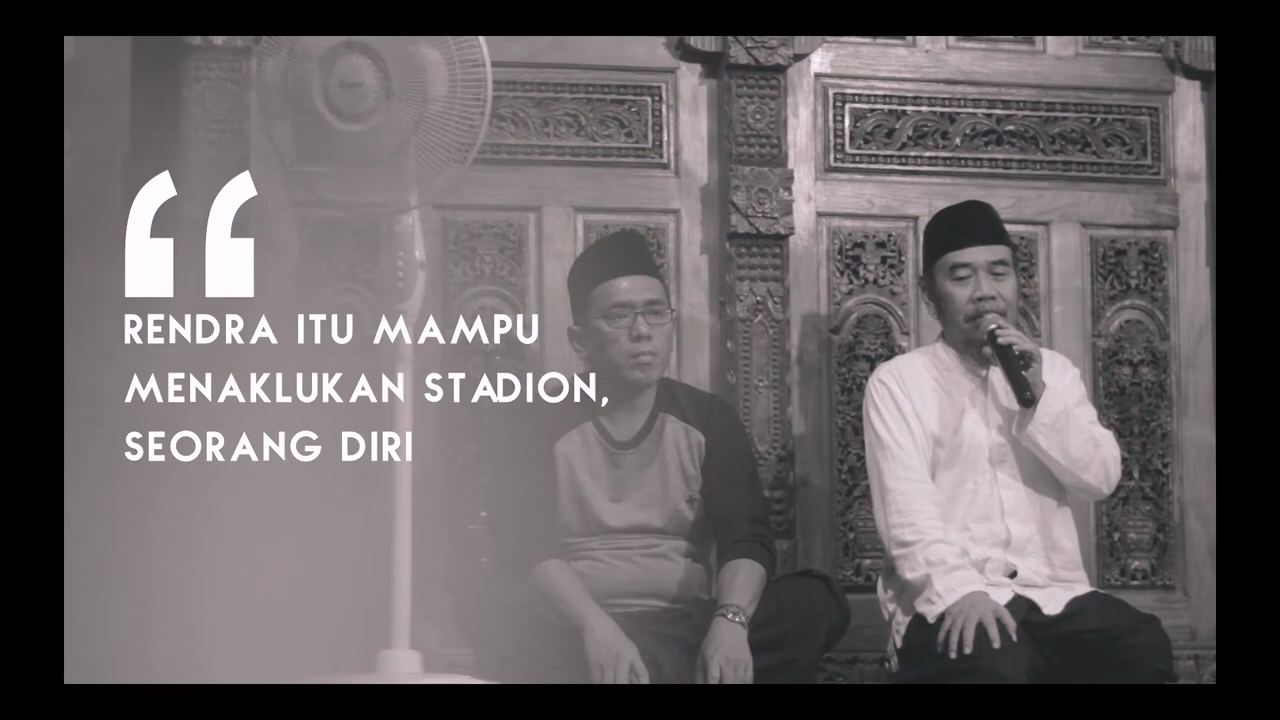 “
RENDRA ITU MAMPU
MENAKLUKAN STADION,
SEORANG DIRI